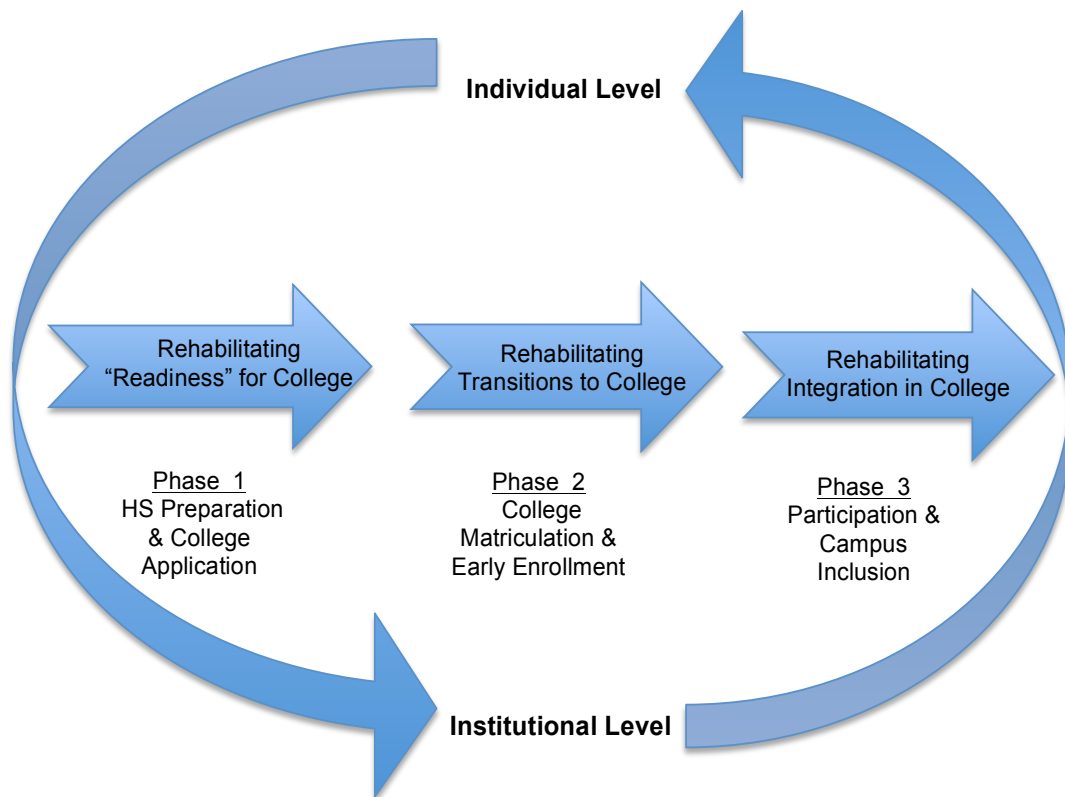 Individual Level
Rehabilitating
“Readiness” for College
Rehabilitating
Transitions to College
Rehabilitating
Integration in College
Phase 1
HS Preparation
& College
Application
Phase 2
College
Matriculation &
Early Enrollment
Phase 3
Participation &
Campus
Inclusion
Institutional Level